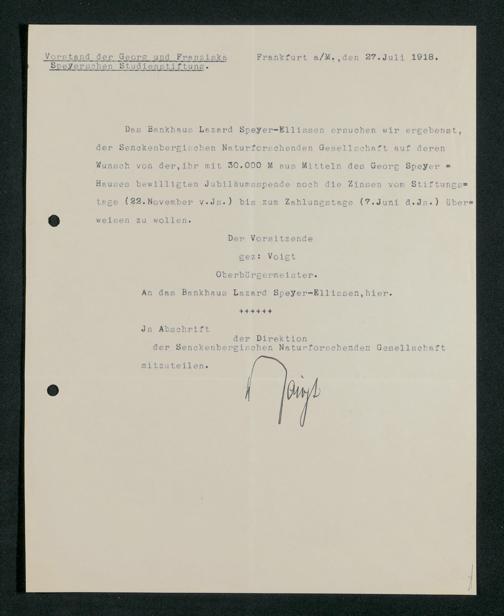 Vorstand der Georg und Franziska
Speyerschen Studienstiftung.
Frankfurt a/M.,den 27.Juli 1918.
Das Bankhaus Lazard Speyer-Ellissen ersuchen wir ergebenst,
der Senckenbergischen Naturforschenden Gesellschaft auf deren
Wunsch von der,ihr mit 30.000 M aus Mitteln des Georg Speyer =
Hauses bewilligten Jubiläumsspende noch die Zinsen vom Stiftungs=
tage (22.November v.Js.) bis zum Zahlungstage (7.Juni d.Js.) über=
weisen zu wollen.
Der Vorsitzende
gez: Voigt
Oberbürgermeister.
An das Bankhaus Lazard Speyer-Ellissen,hier.
++++++
Jn Abschrift
der Direktion
der Senckenbergischen Naturforschenden Gesellschaft
mitzuteilen.
Voigt